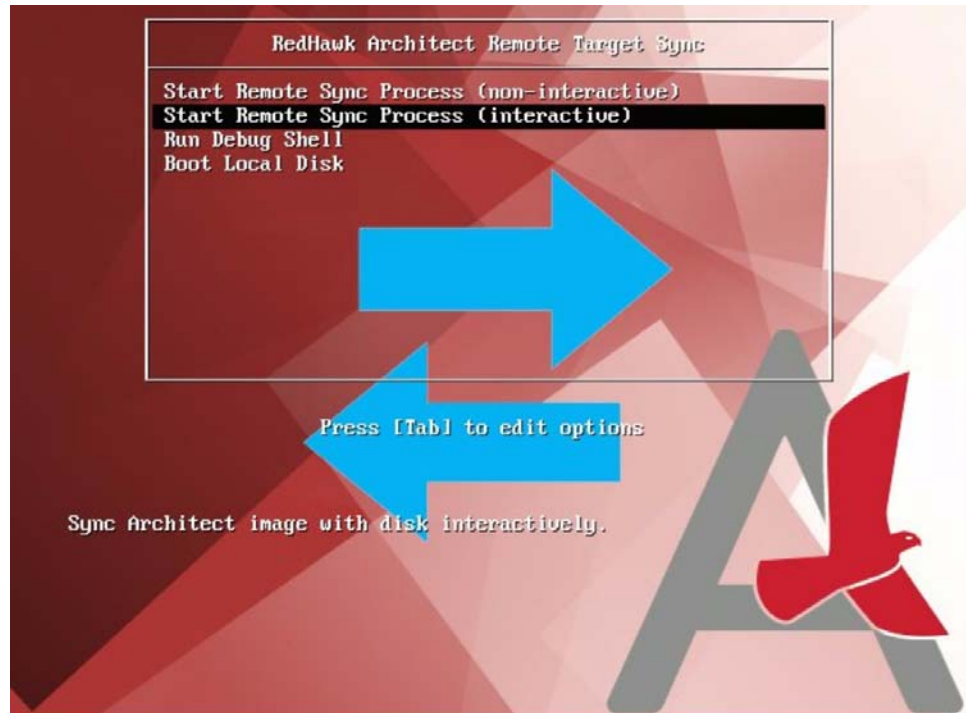 RedHawk Architect Remote Target Sync
Start Remote Sync Process (non-interactive)
Start Remote Sync Process (interactive)
Run Debug Shell
Boot Local Disk
Press [Tab] to edit options
Sync Architect image with disk interactively.